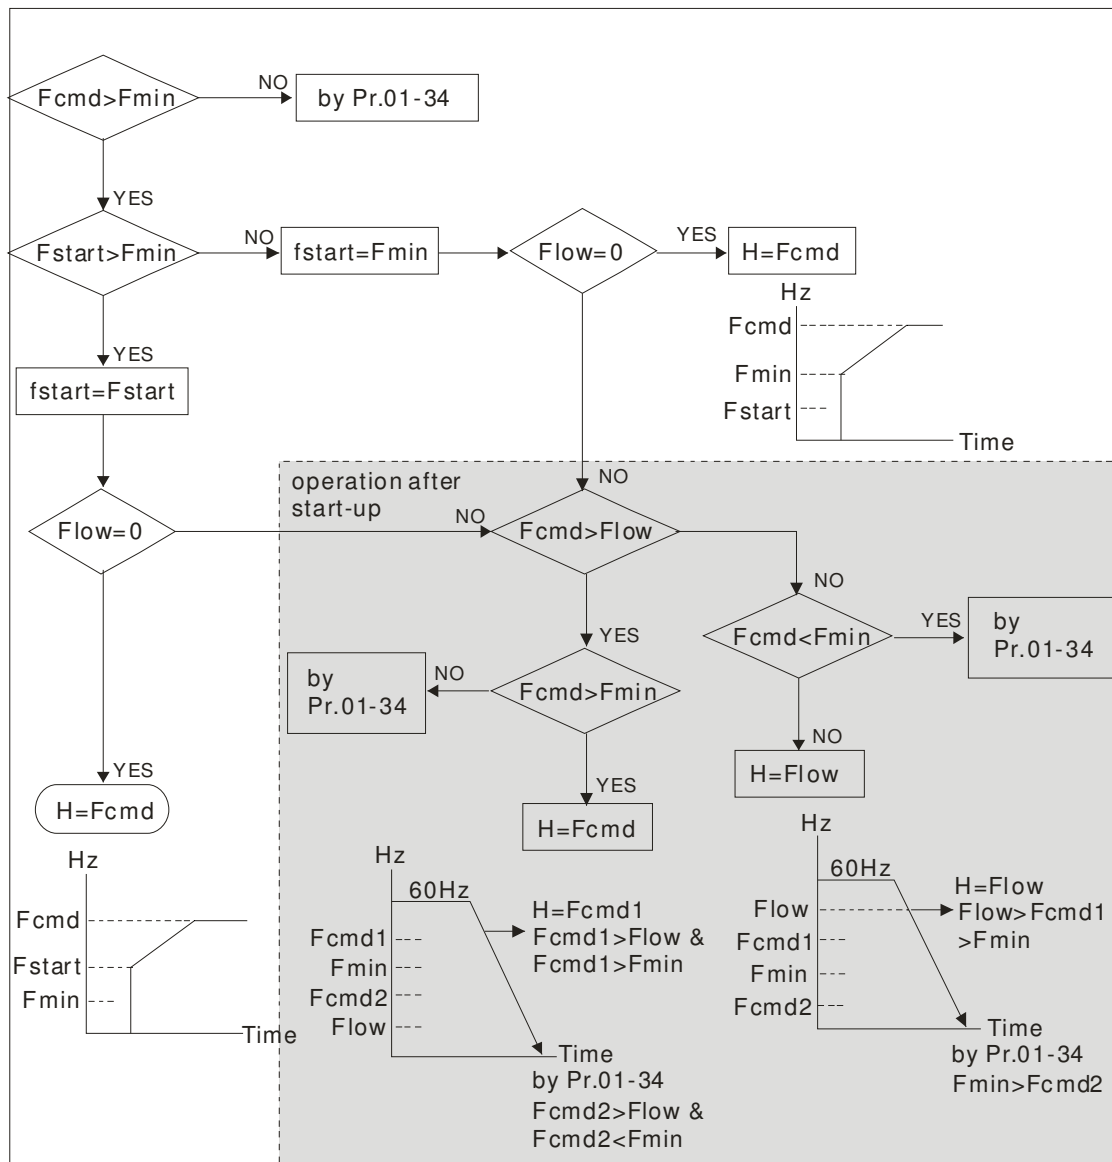 Fcmd>Fmin
NO
by Pr.01-34
YES
Fstart>Fmin
NO
fstart=Fmin
Flow=0
YES
H=Fcmd
Hz
Fcmd
Fmin
Fstart
Time
YES
fstart=Fstart
operation after
start-up
NO
Flow=0
NO
Fcmd>Flow
NO
YES
Fcmd<Fmin
YES
by
Pr.01-34
by
Pr.01-34
NO
Fcmd>Fmin
NO
H=Flow
YES
H=Fcmd
YES
H=Fcmd
Hz
Fcmd
Fstart
Fmin
Time
Hz
60Hz
H=Fcmd1
Fcmd1>Flow &
Fcmd1>Fmin
Fcmd1
Fmin
Fcmd2
Flow
Time
by Pr.01-34
Fcmd2>Flow &
Fcmd2<Fmin
Hz
60Hz
H=Flow
Flow>Fcmd1
>Fmin
Flow
Fcmd1
Fmin
Fcmd2
Time
by Pr.01-34
Fmin>Fcmd2